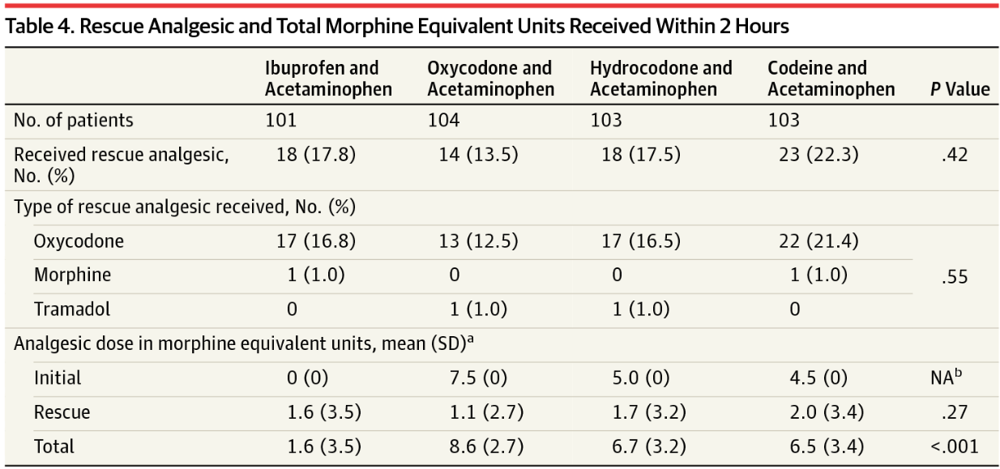 Table 4. Rescue Analgesic and Total Morphine Equivalent Units Received Within 2 Hours
Ibuprofen and Acetaminophen Oxycodone and Acetaminophen Hydrocodone and Acetaminophen Codeine and Acetaminophen P Value
No. of patients 101 104 103 103
Received rescue analgesic, No. (%) 18 (17.8) 14 (13.5) 18 (17.5) 23 (22.3) .42
Type of rescue analgesic received, No. (%)
Oxycodone 17 (16.8) 13 (12.5) 17 (16.5) 22 (21.4)
Morphine 1 (1.0) 0 0 1 (1.0) .55
Tramadol 0 1 (1.0) 1 (1.0) 0
Analgesic dose in morphine equivalent units, mean (SD)a
Initial 0 (0) 7.5 (0) 5.0 (0) 4.5 (0) NAb
Rescue 1.6 (3.5) 1.1 (2.7) 1.7 (3.2) 2.0 (3.4) .27
Total 1.6 (3.5) 8.6 (2.7) 6.7 (3.2) 6.5 (3.4) <.001